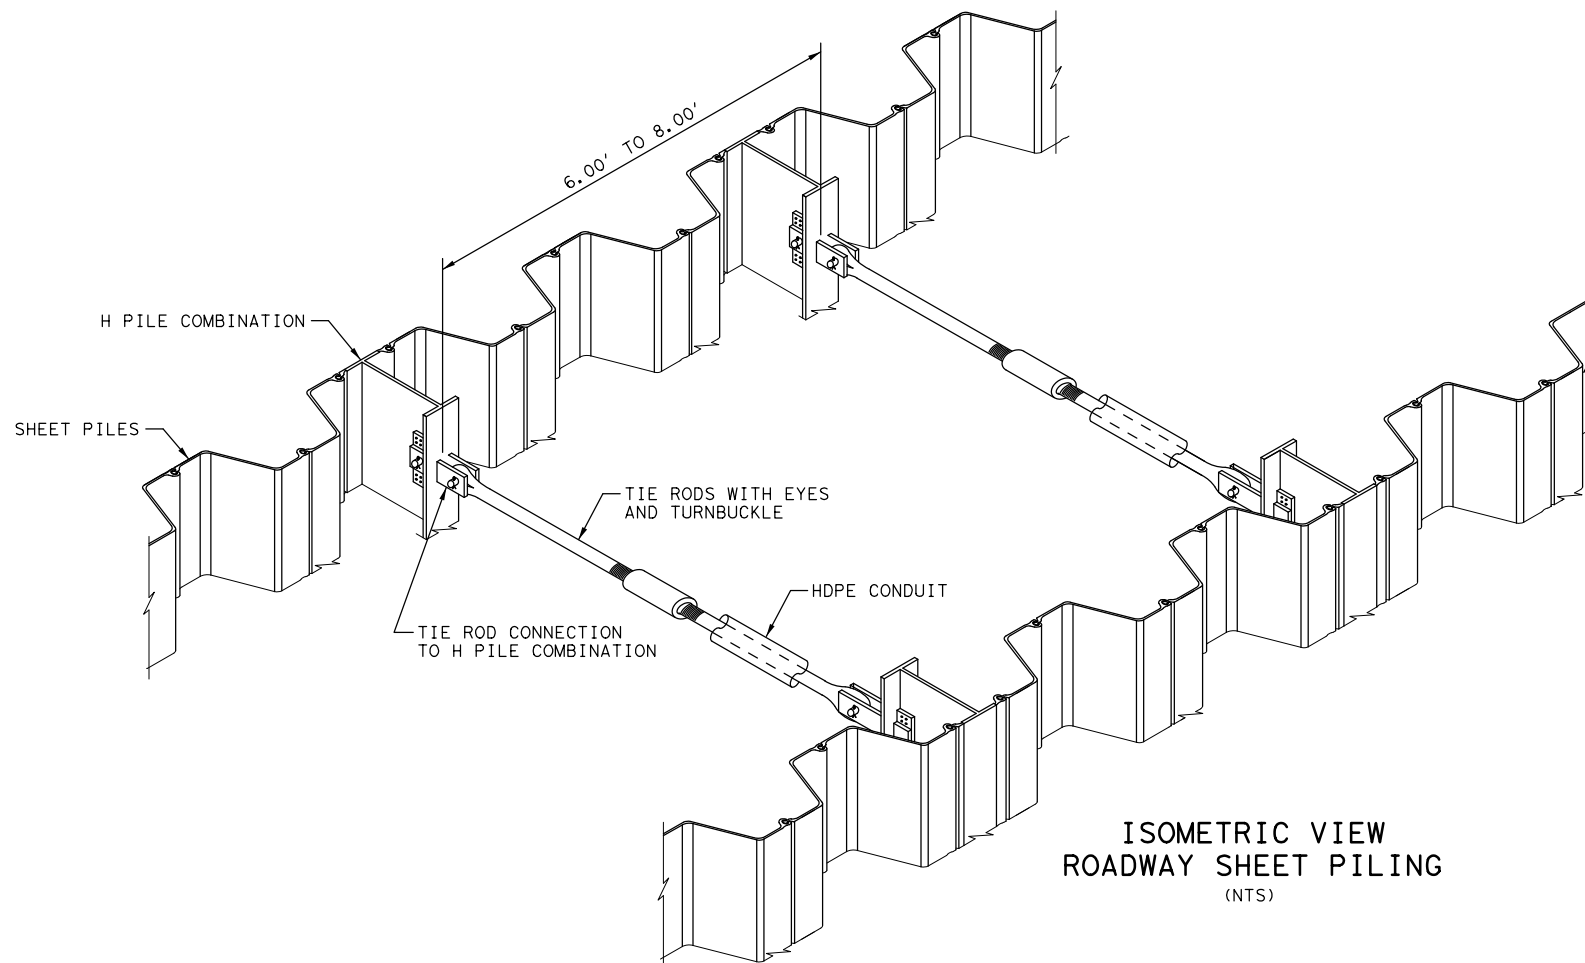 6.00' TO 8.00'
H PILE COMBINATION
SHEET PILES
TIE RODS WITH EYES
AND TURNBUCKLE
HDPE CONDUIT
TIE ROD CONNECTION
TO H PILE COMBINATION
ISOMETRIC VIEW
ROADWAY SHEET PILING
(NTS)